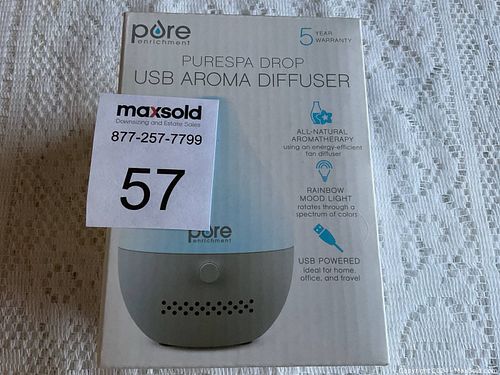 pure
enrichment
5 YEAR
WARRANTY
PURESPA DROP
USB AROMA DIFFUSER
maxsold
Downsizing and Estate Sales
877-257-7799
57
ALL-NATURAL
AROMATHERAPY
using an energy-efficient
fan diffuser
RAINBOW
MOOD LIGHT
rotates through a
spectrum of colors
USB POWERED
ideal for home,
office, and travel
pure
enrichment